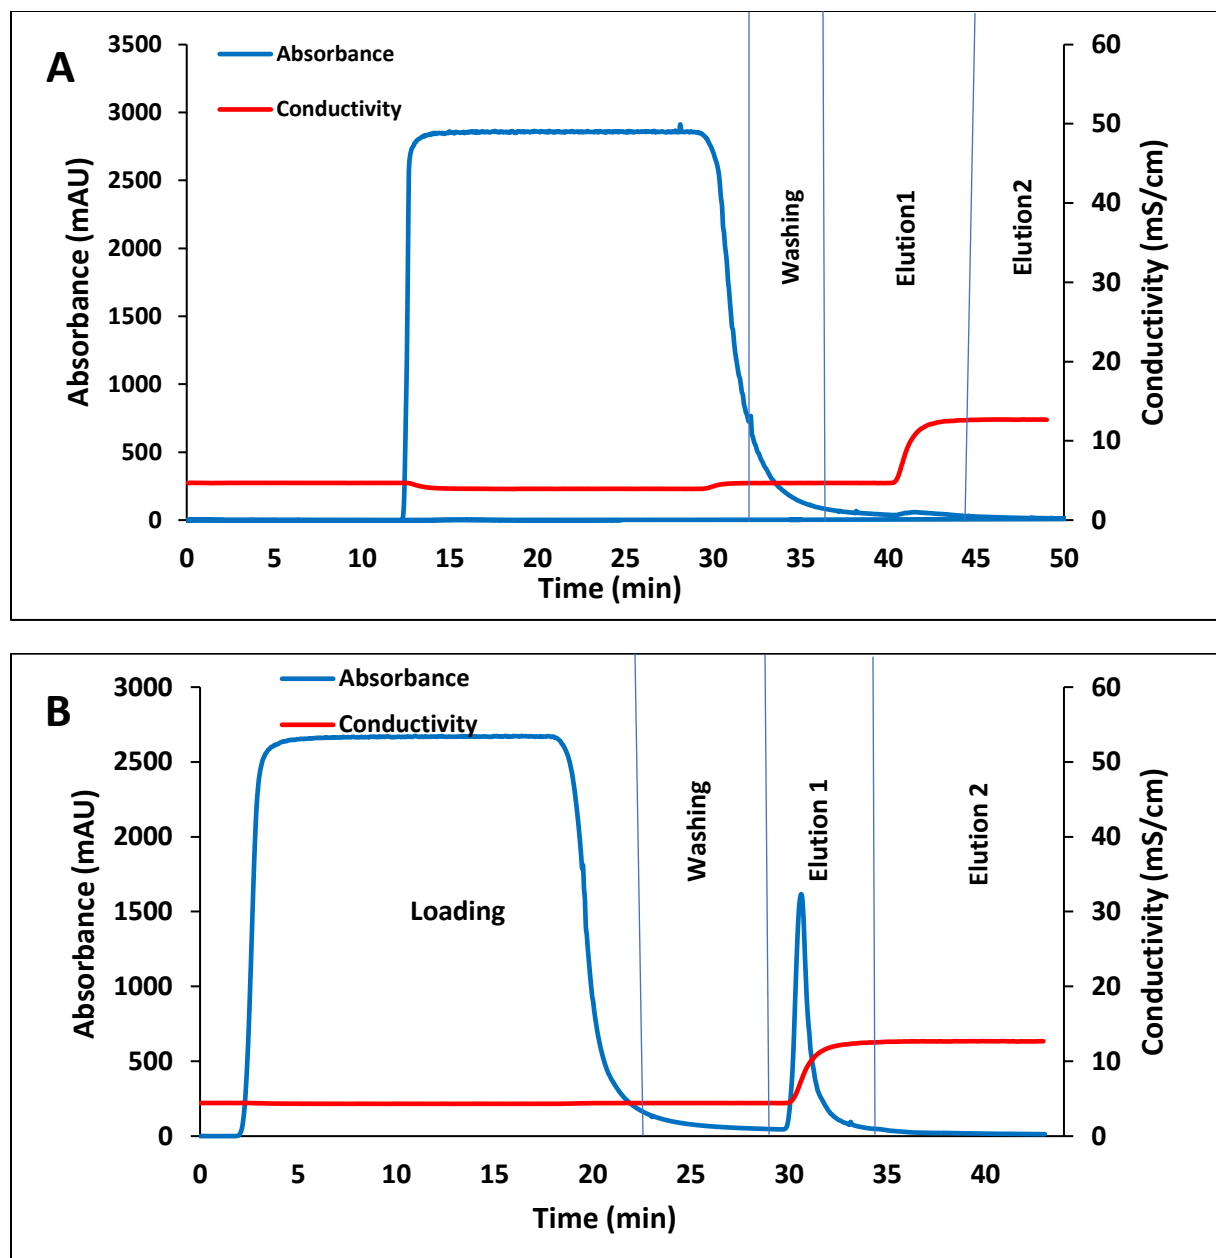 A
Absorbance
Conductivity
3500
3000
2500
2000
1500
1000
500
0
Absorbance (mAU)
60
50
40
30
20
10
0
Conductivity (mS/cm)
Washing
Elution1
Elution2
0 5 10 15 20 25 30 35 40 45 50
Time (min)
B
Absorbance
Conductivity
3000
2500
2000
1500
1000
500
0
Absorbance (mAU)
60
50
40
30
20
10
0
Conductivity (mS/cm)
Loading
Washing
Elution 1
Elution 2
0 5 10 15 20 25 30 35 40
Time (min)